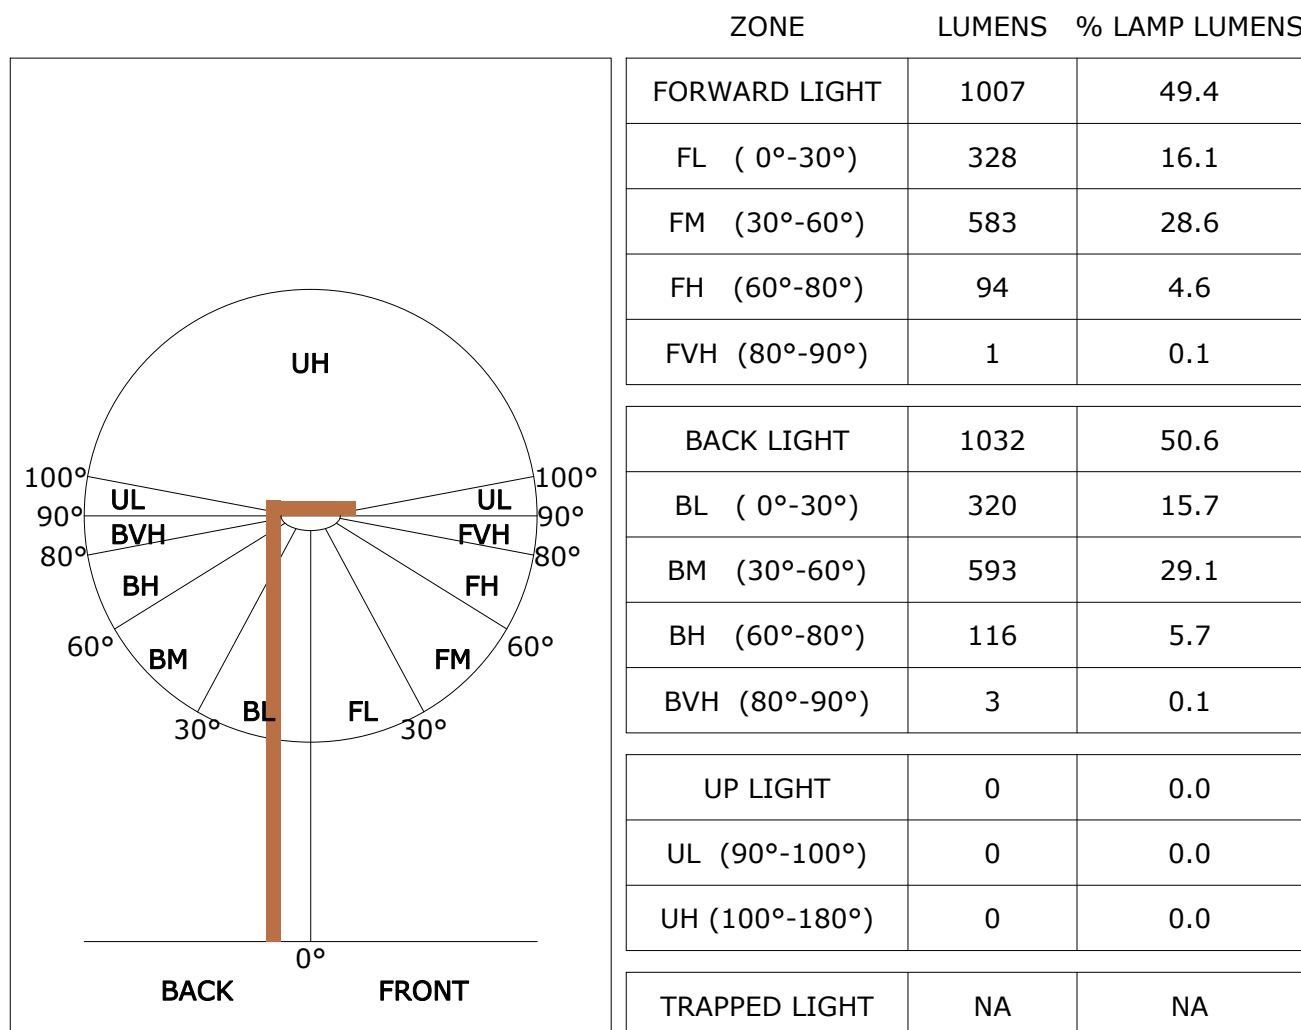 ZONE LUMENS % LAMP LUMENS
FORWARD LIGHT 1007 49.4
FL ( 0°-30°) 328 16.1
FM (30°-60°) 583 28.6
FH (60°-80°) 94 4.6
FVH (80°-90°) 1 0.1
BACK LIGHT 1032 50.6
BL ( 0°-30°) 320 15.7
BM (30°-60°) 593 29.1
BH (60°-80°) 116 5.7
BVH (80°-90°) 3 0.1
UP LIGHT 0 0.0
UL (90°-100°) 0 0.0
UH (100°-180°) 0 0.0
TRAPPED LIGHT NA NA
UH
100° 100°
UL UL
90° 90°
BVH FVH
80° 80°
BH FH
60° 60°
BM FM
BL FL
30° 30°
0°
BACK FRONT